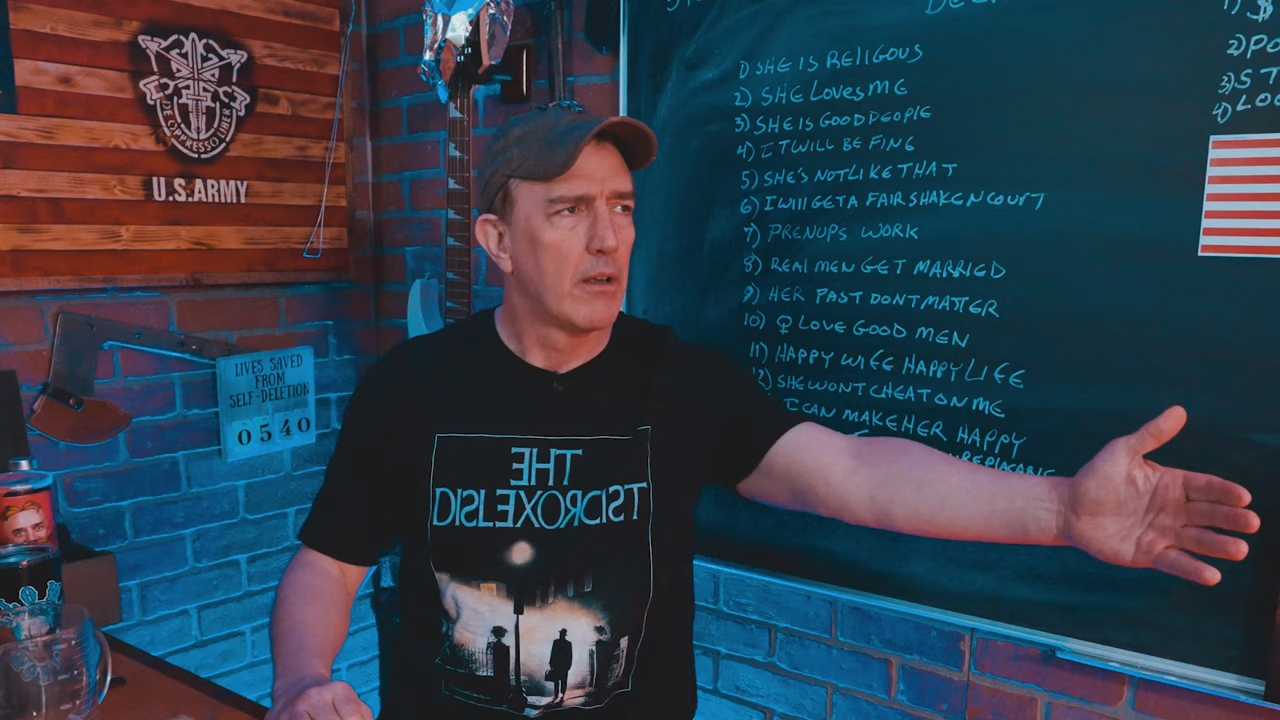 DE OPPRESSO LIBER
U.S.ARMY
LIVES SAVED
FROM
SELF-DELETION
0540
THE
DISLEXORCIST
1) SHE IS RELIGOUS
2) SHE LOVES ME
3) SHE IS GOOD PEOPLE
4) IT WILL BE FINE
5) SHE'S NOT LIKE THAT
6) I WILL GET A FAIR SHAKE N COURT
7) PRENUPS WORK
8) REAL MEN GET MARRIED
9) HER PAST DONT MATTER
10) ♀ LOVE GOOD MEN
11) HAPPY WIFE HAPPY LIFE
12) SHE WONT CHEAT ON ME
I CAN MAKE HER HAPPY
1) $
2) PO
3) ST
4) LOO